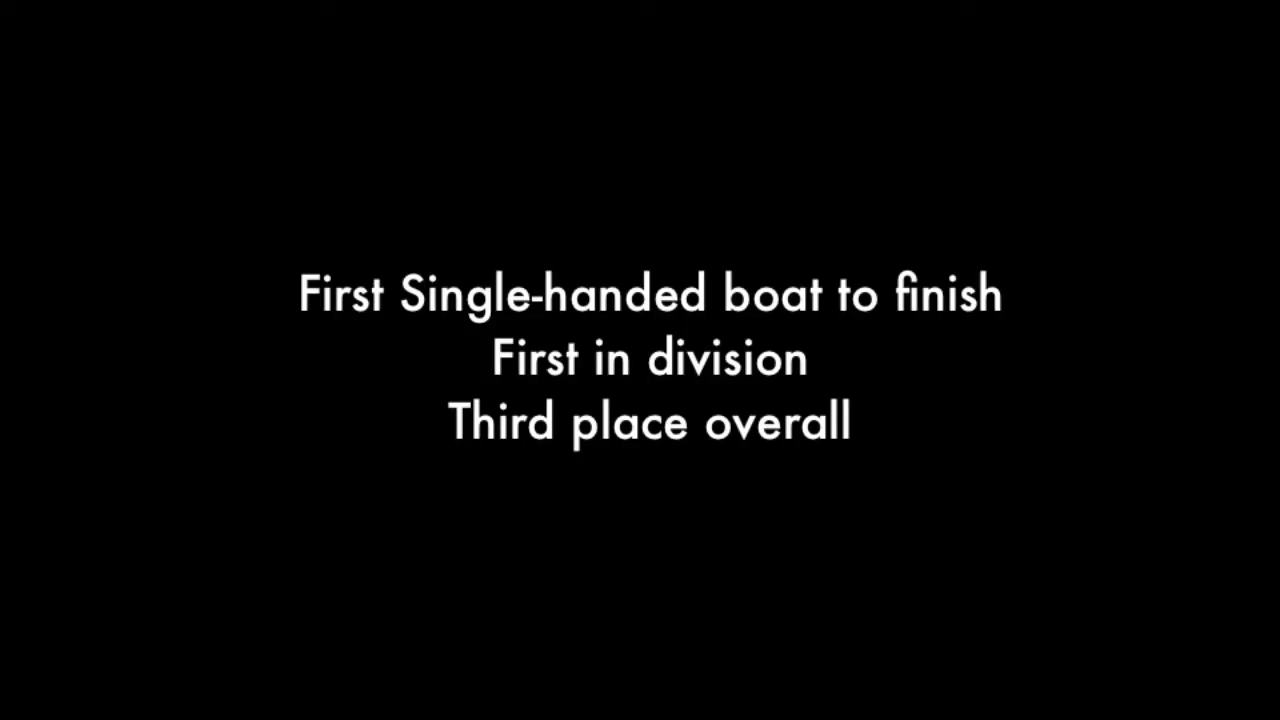 First Single-handed boat to finish
First in division
Third place overall